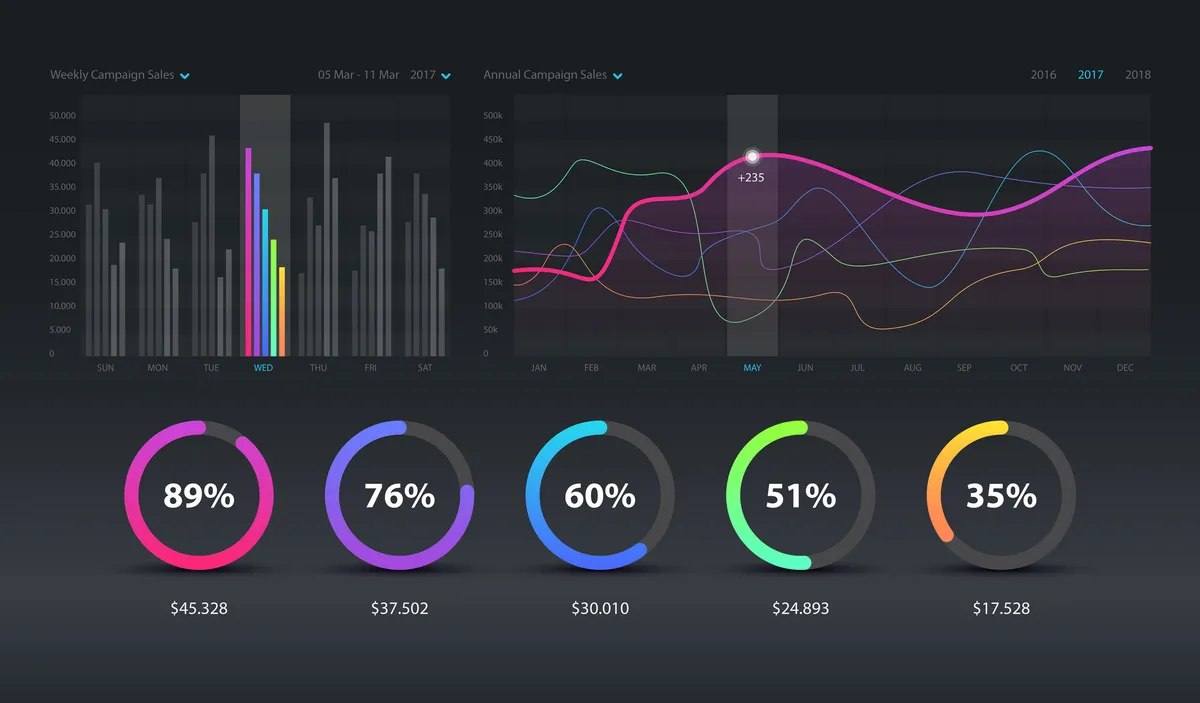 Weekly Campaign Sales 05 Mar - 11 Mar 2017
50.000
45.000
40.000
35.000
30.000
25.000
20.000
15.000
10.000
5.000
0
SUN MON TUE WED THU FRI SAT
Annual Campaign Sales 2016 2017 2018
500k
450k
400k
350k
300k
250k
200k
150k
100k
50k
0
+235
JAN FEB MAR APR MAY JUN JUL AUG SEP OCT NOV DEC
89% 76% 60% 51% 35%
$45.328 $37.502 $30.010 $24.893 $17.528